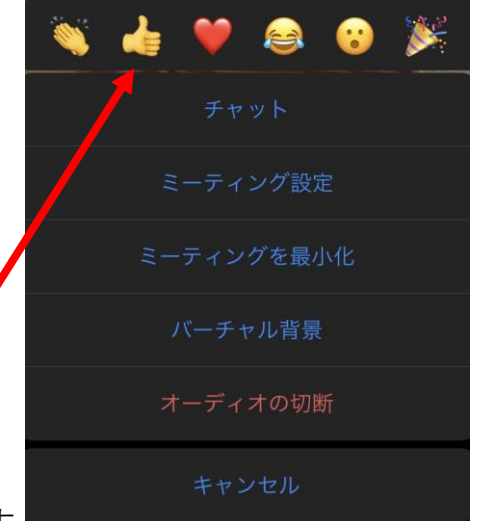 チャット
ミーティング設定
ミーティングを最小化
バーチャル背景
オーディオの切断
キャンセル